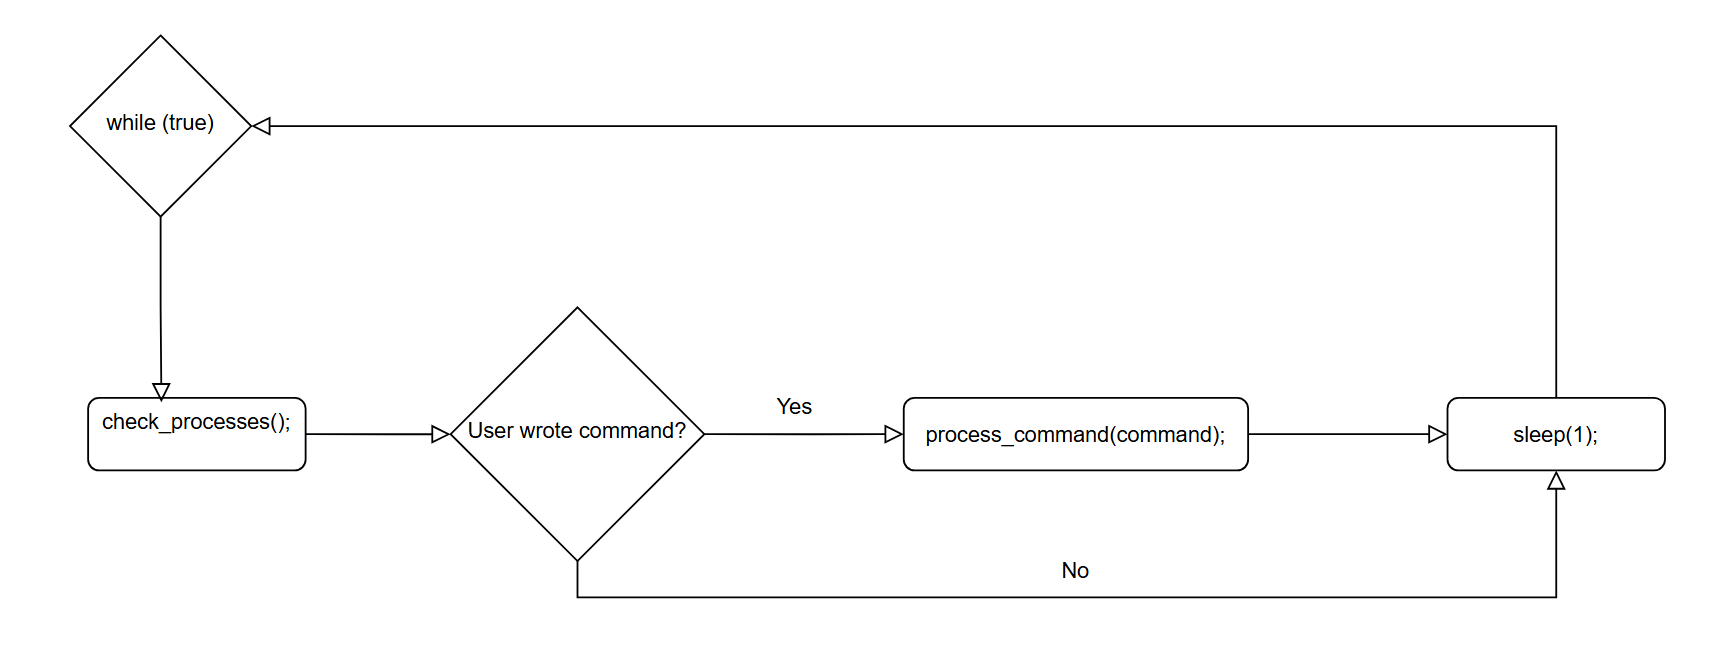 while (true)
check_processes();
User wrote command?
Yes
process_command(command);
sleep(1);
No